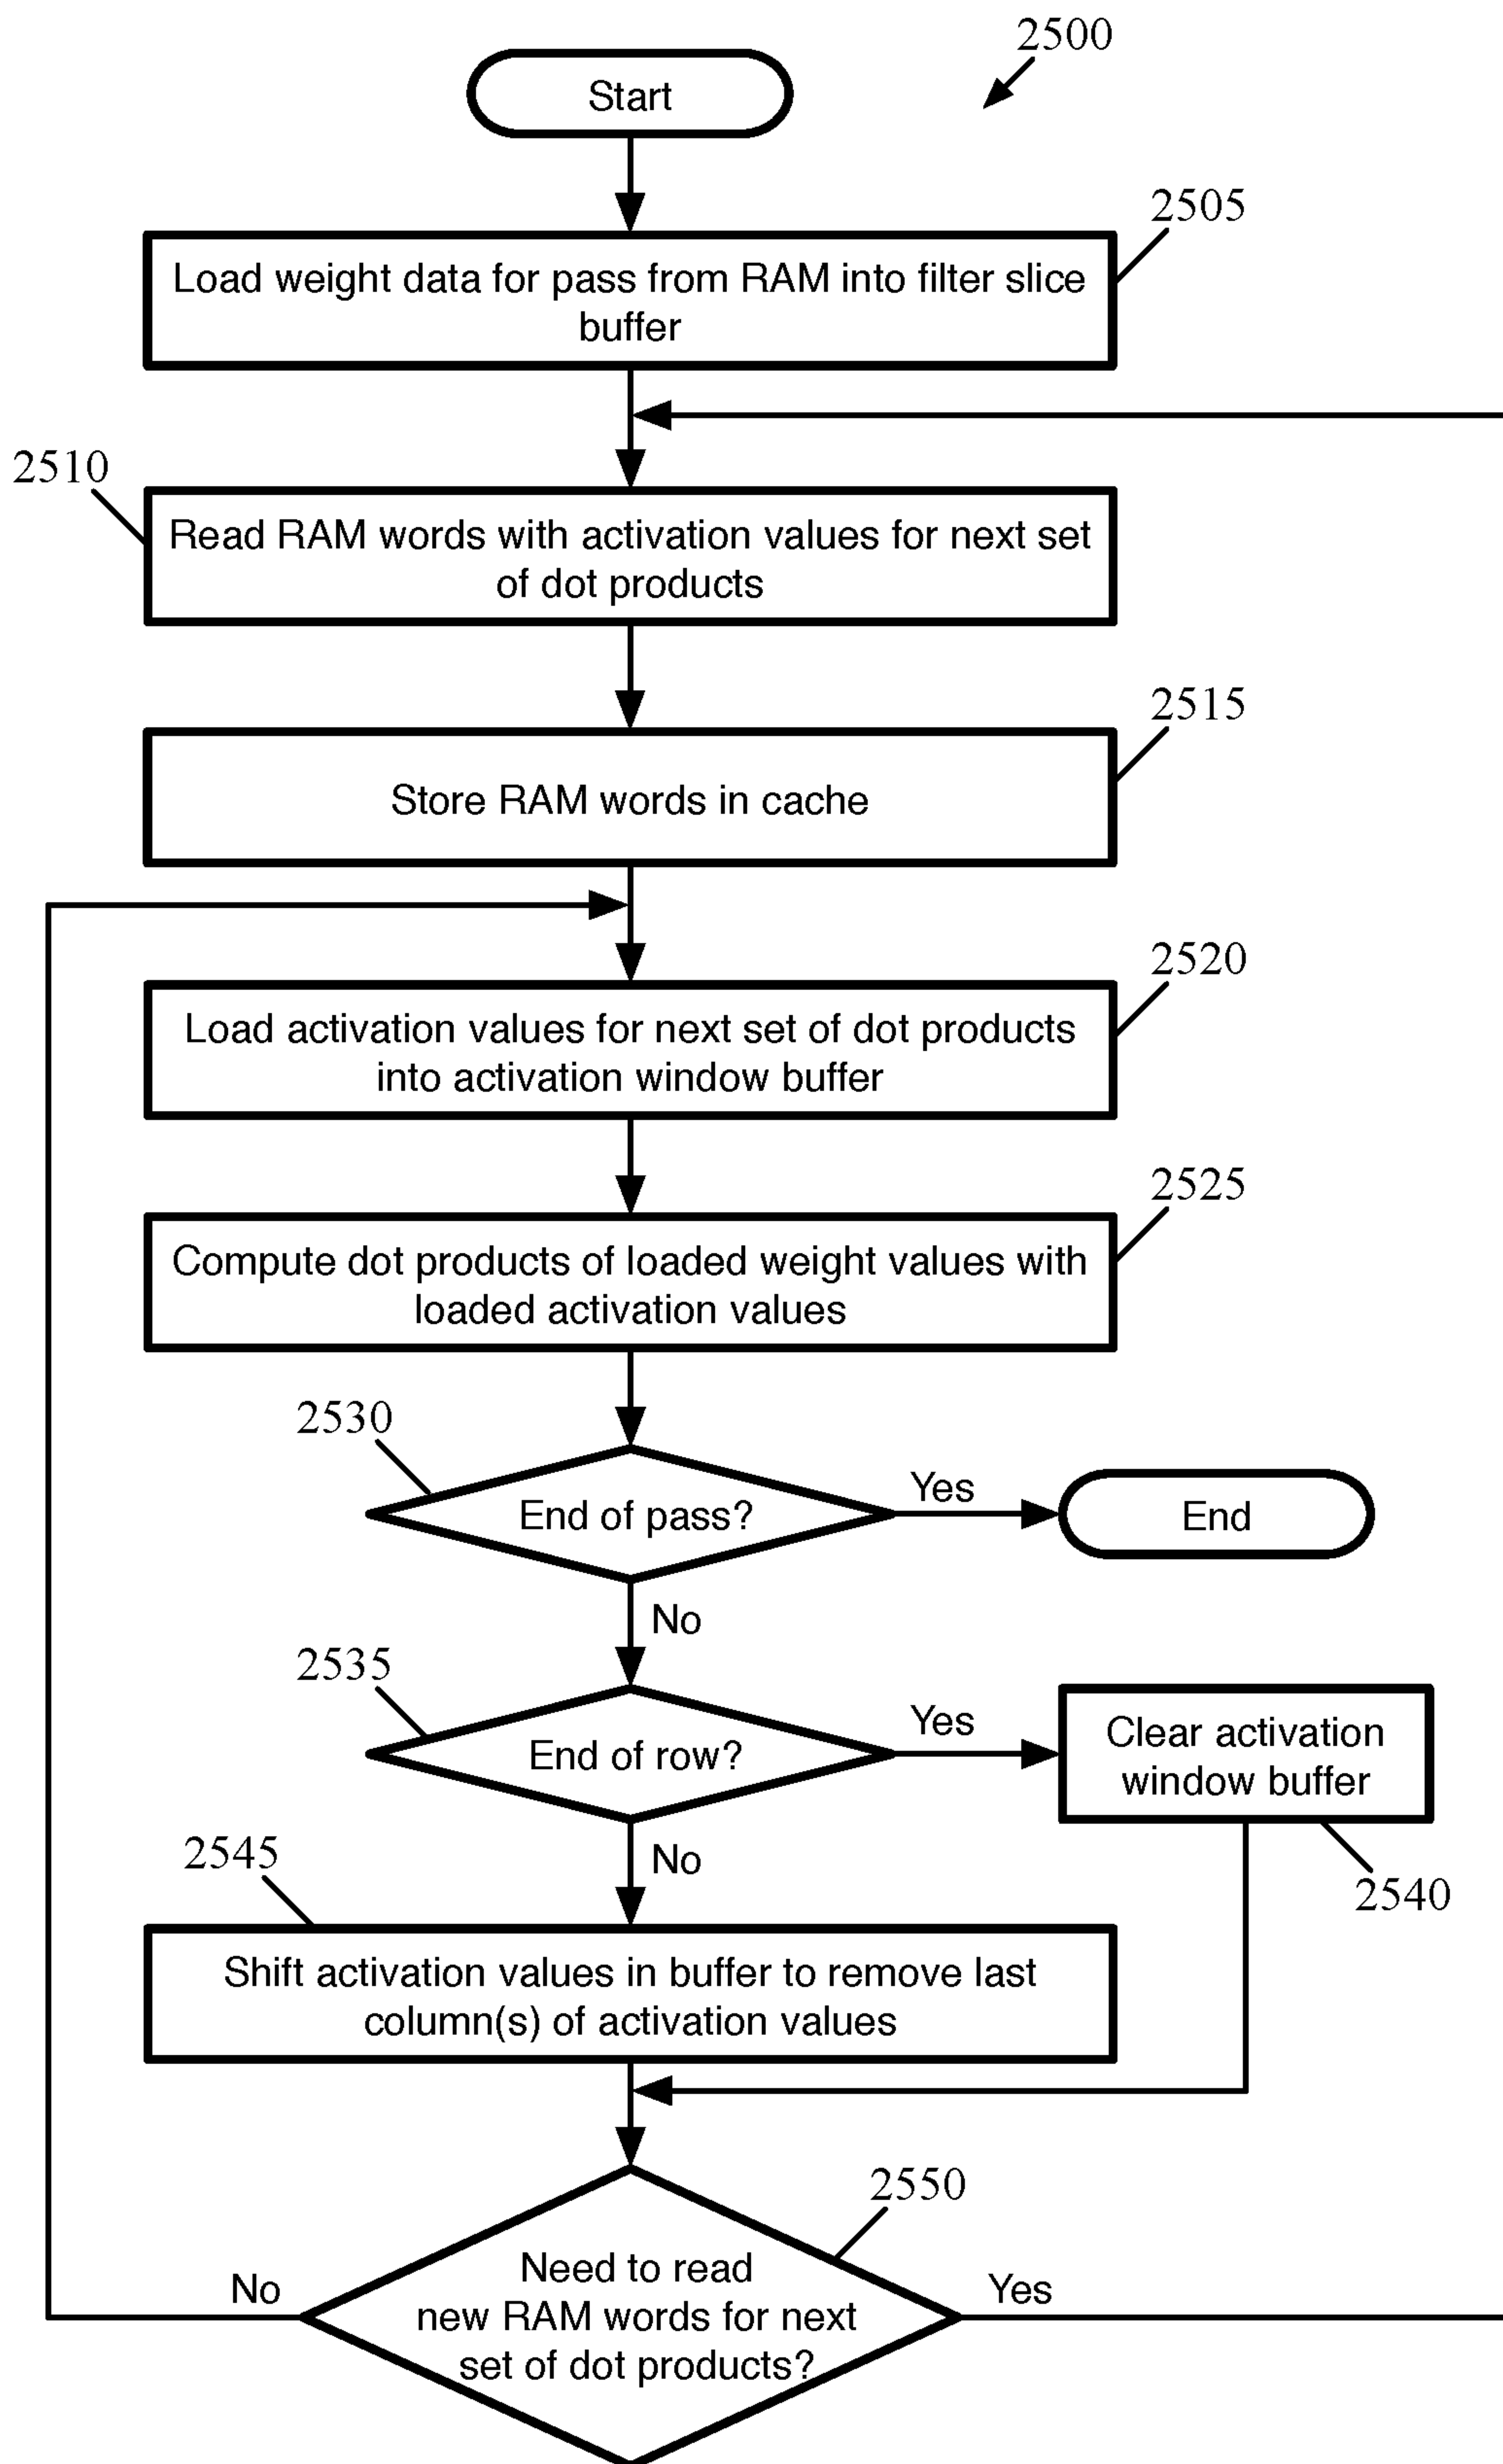 2500
Start
2505
Load weight data for pass from RAM into filter slice
buffer
2510
Read RAM words with activation values for next set
of dot products
2515
Store RAM words in cache
2520
Load activation values for next set of dot products
into activation window buffer
2525
Compute dot products of loaded weight values with
loaded activation values
2530
End of pass?
Yes
End
No
2535
End of row?
Yes
Clear activation
window buffer
No
2545
2540
Shift activation values in buffer to remove last
column(s) of activation values
2550
Need to read
new RAM words for next
set of dot products?
No
Yes